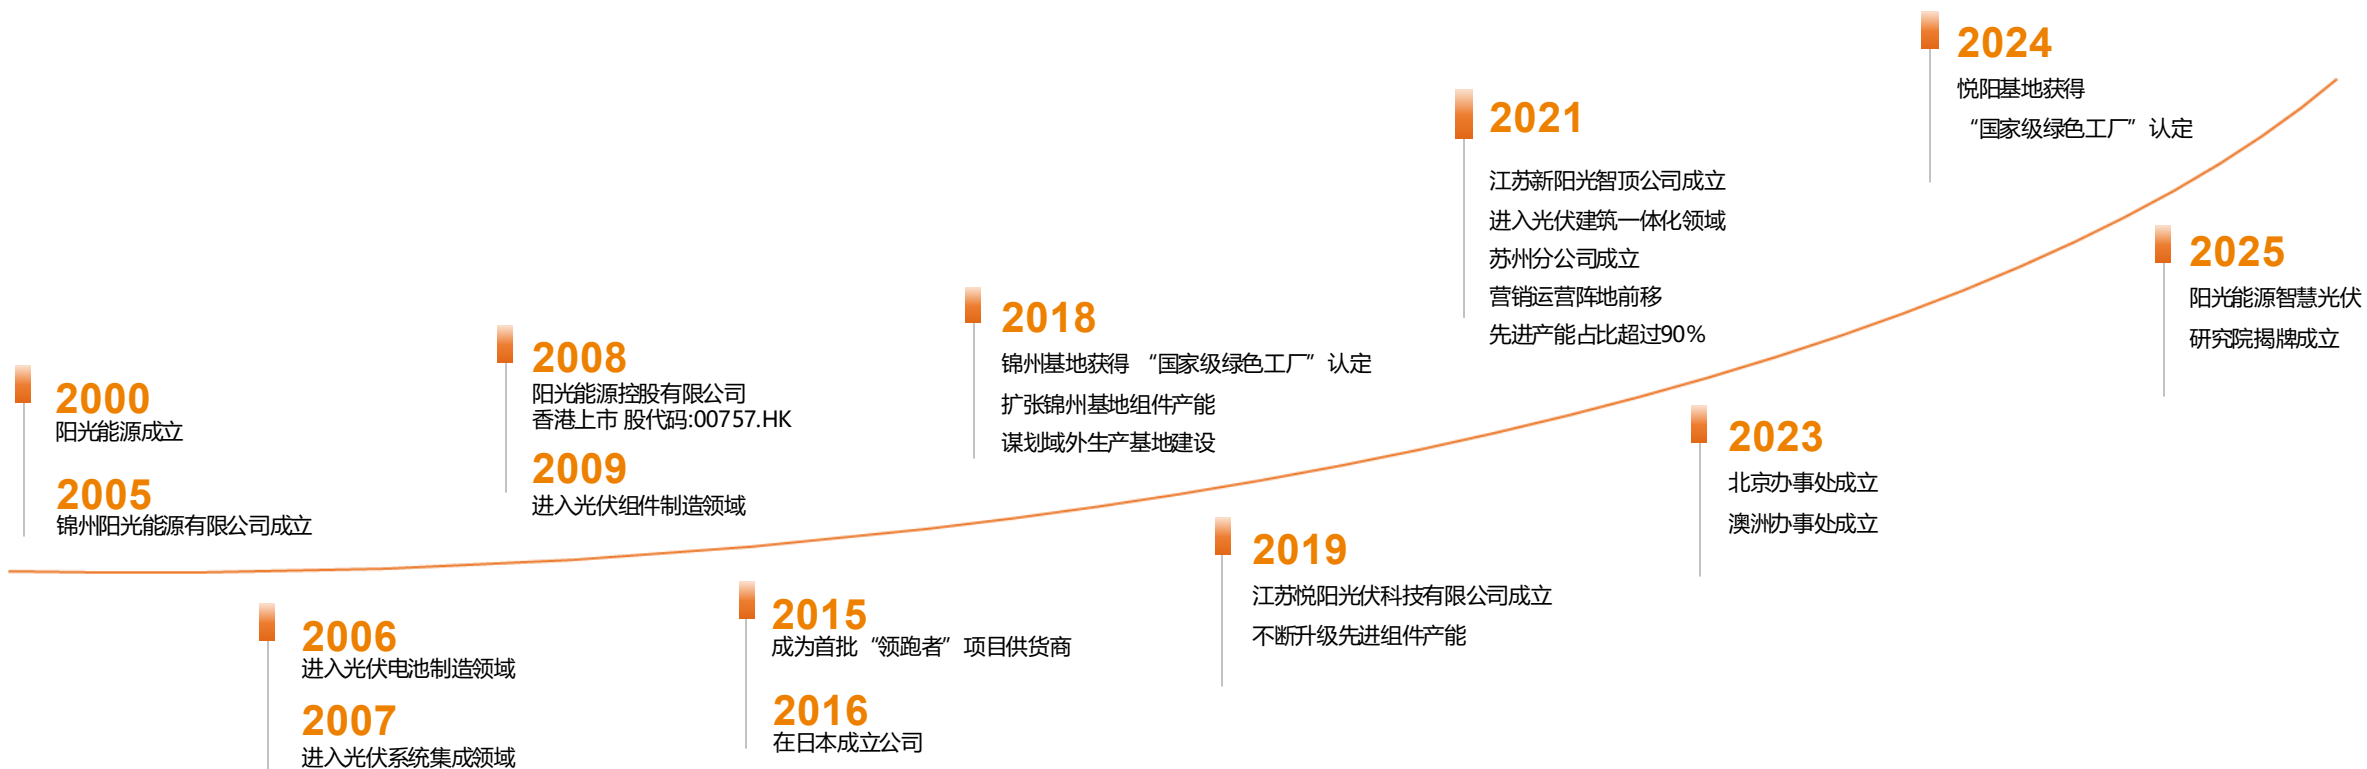 2000
阳光能源成立
2005
锦州阳光能源有限公司成立
2006
进入光伏电池制造领域
2007
进入光伏系统集成领域
2008
阳光能源控股有限公司
香港上市 股代码:00757.HK
2009
进入光伏组件制造领域
2015
成为首批“领跑者”项目供货商
2016
在日本成立公司
2018
锦州基地获得 “国家级绿色工厂”认定
扩张锦州基地组件产能
谋划域外生产基地建设
2019
江苏悦阳光伏科技有限公司成立
不断升级先进组件产能
2021
江苏新阳光智顶公司成立
进入光伏建筑一体化领域
苏州分公司成立
营销运营阵地前移
先进产能占比超过90%
2023
北京办事处成立
澳洲办事处成立
2024
悦阳基地获得
“国家级绿色工厂”认定
2025
阳光能源智慧光伏
研究院揭牌成立